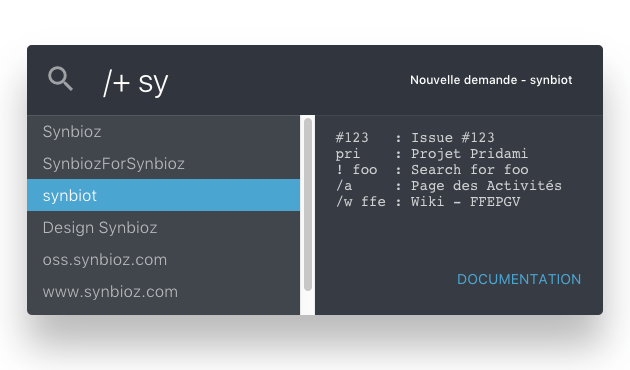 /+ sy
Nouvelle demande - synbiot
Synbioz
SynbiozForSynbioz
synbiot
Design Synbioz
oss.synbioz.com
www.synbioz.com
#123   : Issue #123
pri    : Projet Pridami
! foo  : Search for foo
/a     : Page des Activités
/w ffe : Wiki - FFEPGV
DOCUMENTATION